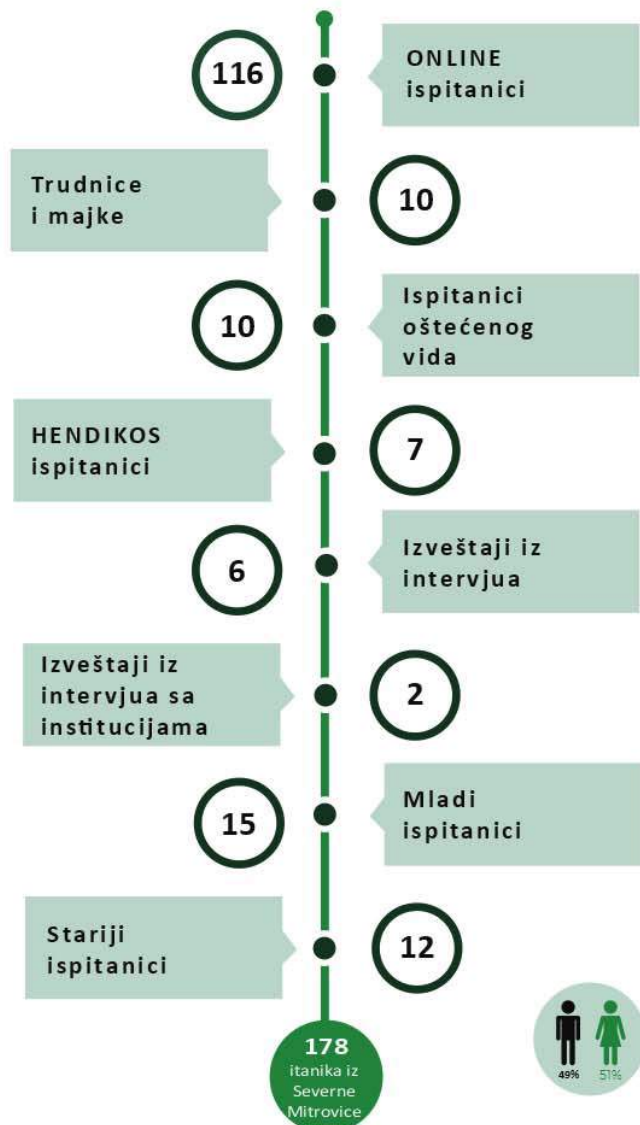 116
ONLINE
ispitanici
Trudnice
i majke
10
10
Ispitanici
oštećenog
vida
HENDIKOS
ispitanici
7
6
Izveštaji iz
intervjua
Izveštaji iz
intervjua sa
institucijama
2
15
Mladi
ispitanici
Stariji
ispitanici
12
178
itanika iz
Severne
Mitrovice
49% 51%